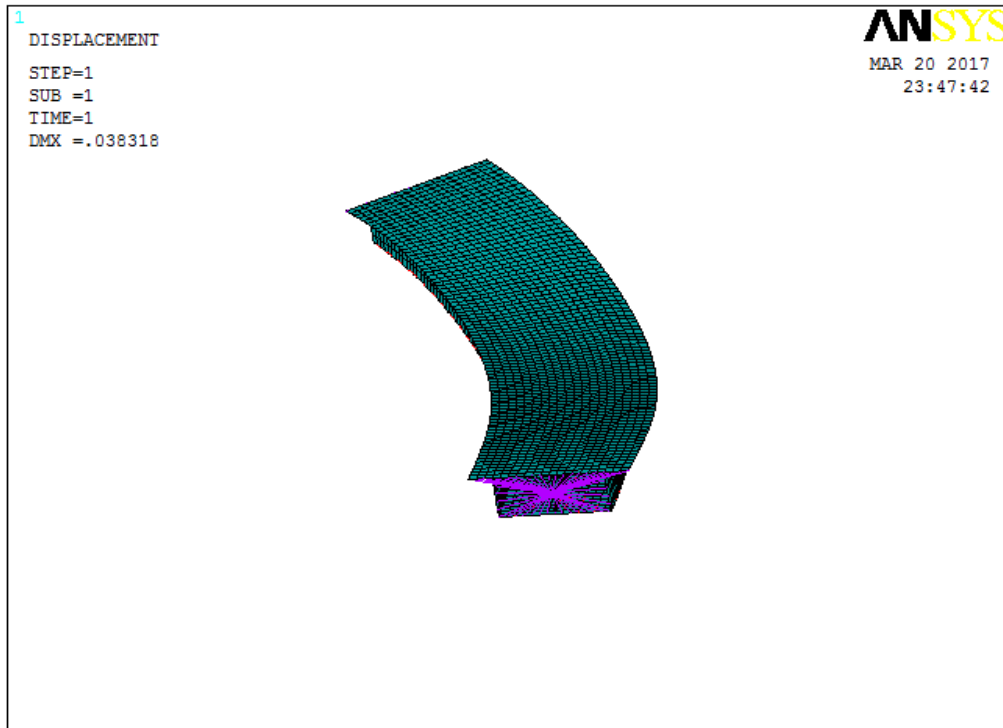 1
DISPLACEMENT
STEP=1
SUB =1
TIME=1
DMX =.038318
ANSYS
MAR 20 2017
23:47:42